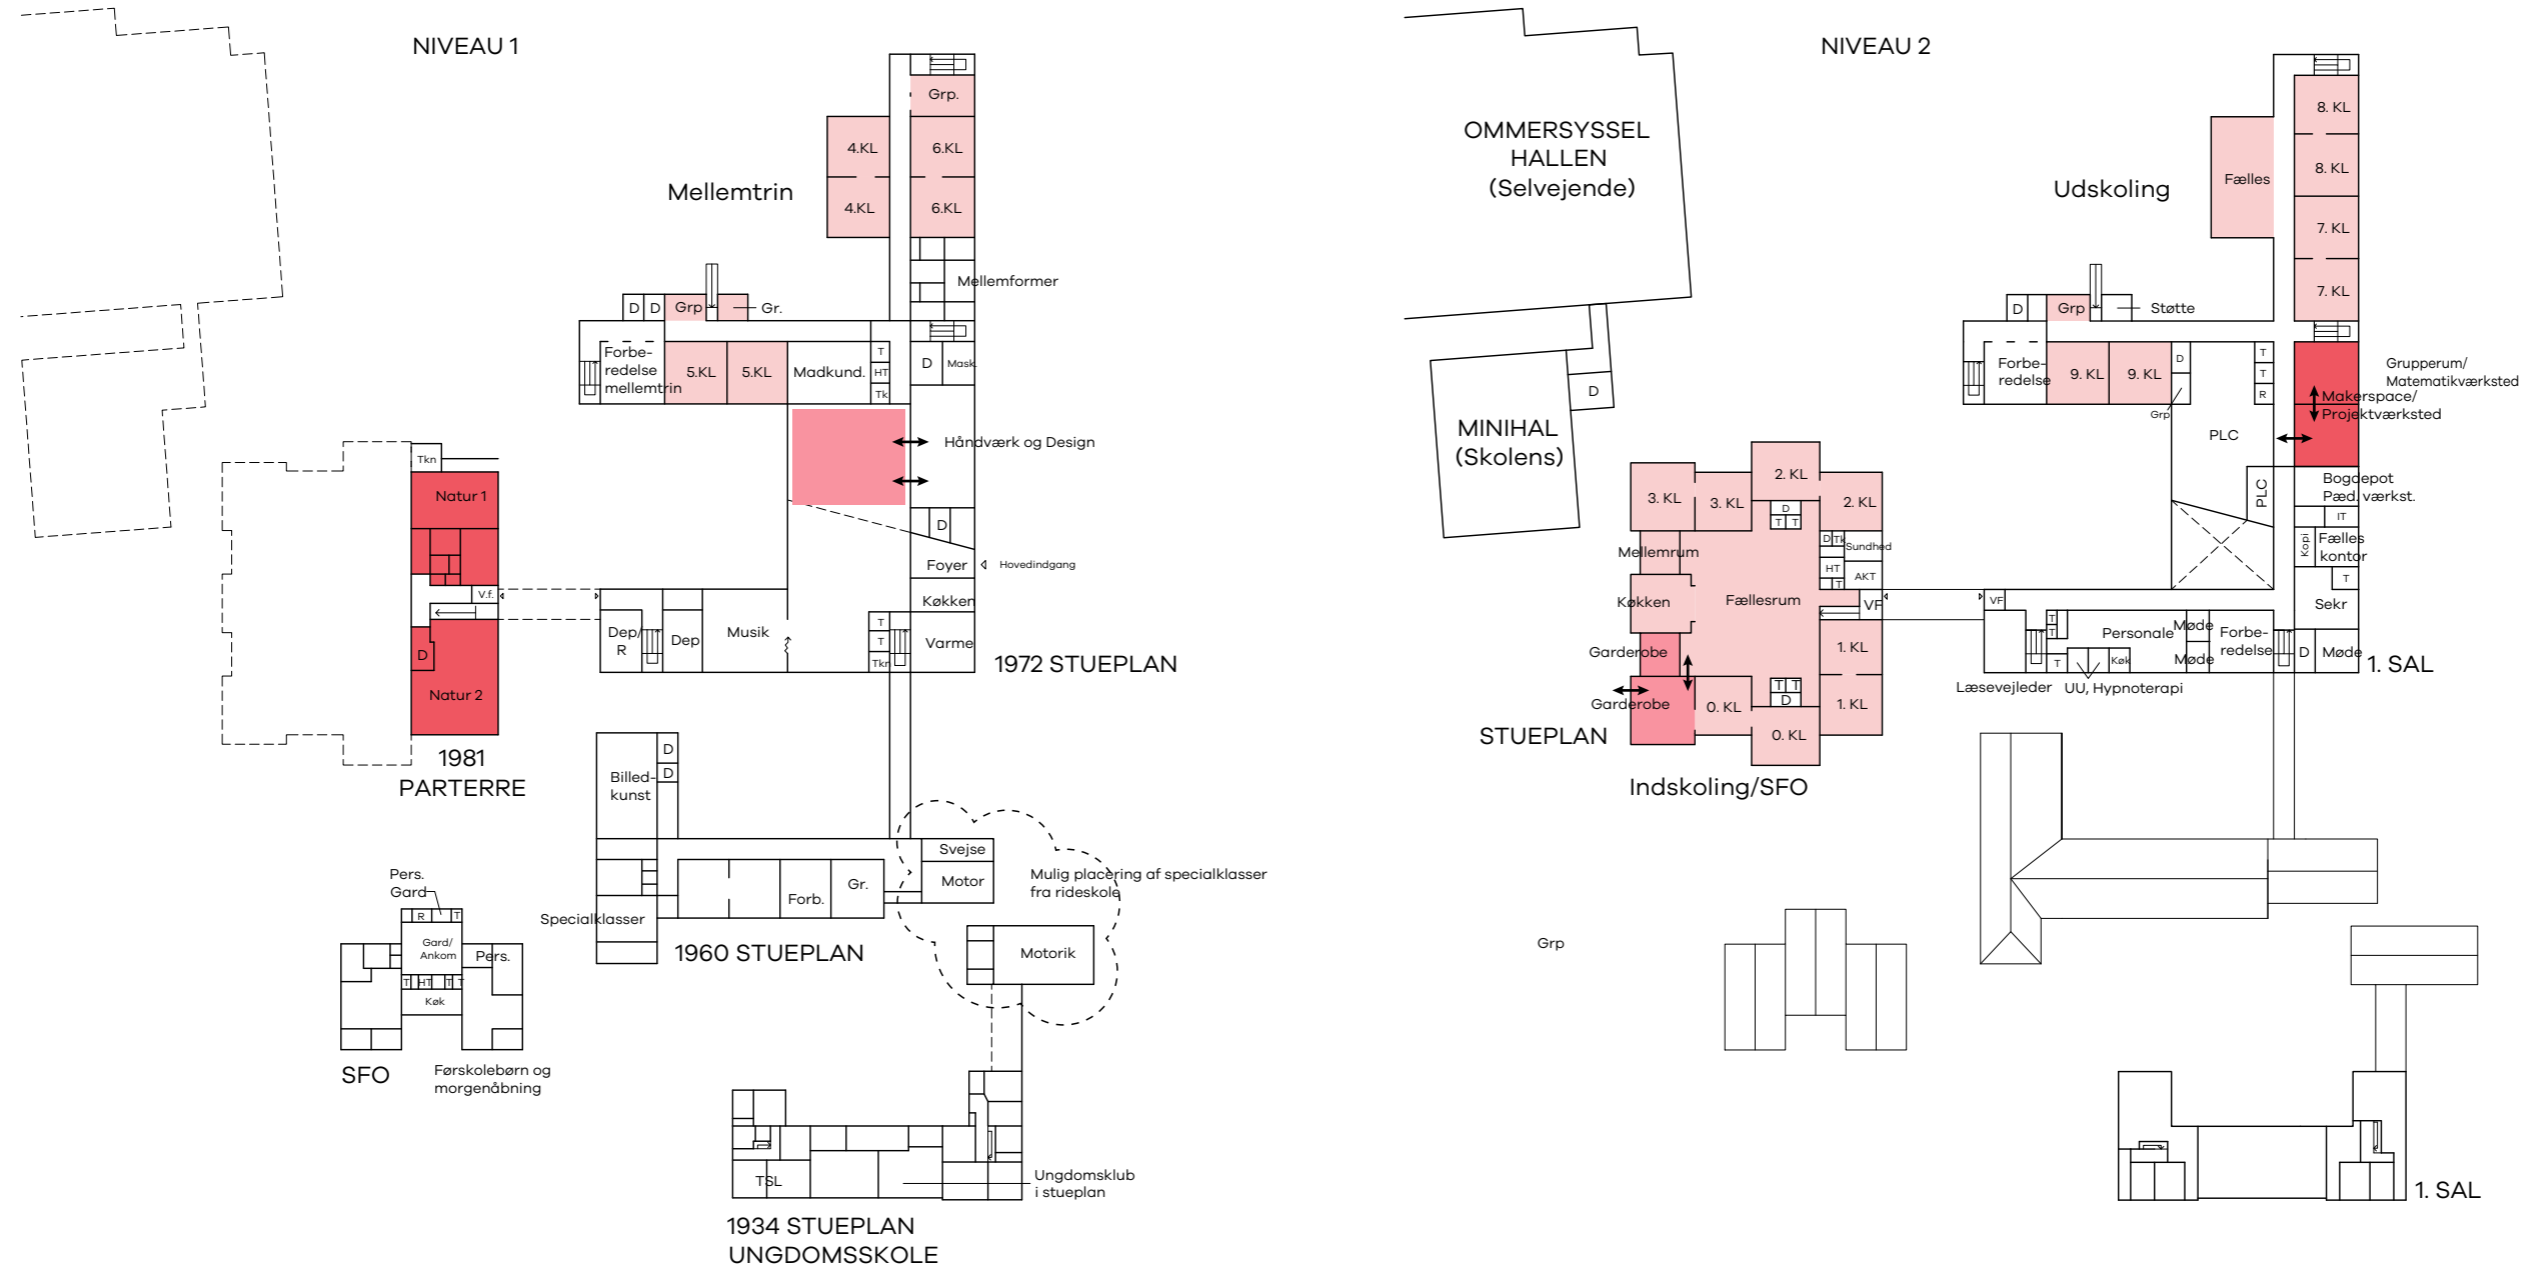 NIVEAU 1
Grp.
4.KL
6.KL
Mellemtrin
4.KL
6.KL
Mellemformer
D
D
Grp
Gr.
Forbe-
redelse
mellemtrin
5.KL
5.KL
Madkund.
T
HT
Tk
D
Mask.
Håndværk og Design
Tkn
Natur 1
D
Foyer
Hovedindgang
V.f.
Køkken
Dep/
R
Dep
Musik
T
T
Tkn
Varme
D
Natur 2
1972 STUEPLAN
1981
PARTERRE
Billed-
kunst
D
D
Svejse
Motor
Mulig placering af specialklasser
fra rideskole
Pers.
Gard
Forb.
Gr.
R
T
Specialklasser
Gard/
Ankom
Pers.
1960 STUEPLAN
Motorik
T
HT
T
T
Køk
SFO
Førskolebørn og
morgenåbning
TSL
Ungdomsklub
i stueplan
1934 STUEPLAN
UNGDOMSSKOLE
NIVEAU 2
OMMERSYSSEL
HALLEN
(Selvejende)
8. KL
8. KL
Udskoling
Fælles
7. KL
7. KL
D
Grp
Støtte
Forbe-
redelse
9. KL
9. KL
D
Grp
T
T
R
Grupperum/
Matematikværksted
Makerspace/
Projektværksted
D
MINIHAL
(Skolens)
PLC
PLC
Bogdepot
Pæd. værkst.
IT
Kopi
Fælles
kontor
T
Sekr
3. KL
3. KL
2. KL
2. KL
D
T
T
Mellemrum
D
Tk
Sundhed
HT
T
AKT
Køkken
Fællesrum
VF
VF
Garderobe
1. KL
T
T
Personale
Møde
Møde
Forbe-
redelse
D
Møde
T
Køk
1. SAL
Læsevejleder
UU, Hypnoterapi
Garderobe
0. KL
T
T
D
1. KL
STUEPLAN
0. KL
Indskoling/SFO
Grp
1. SAL